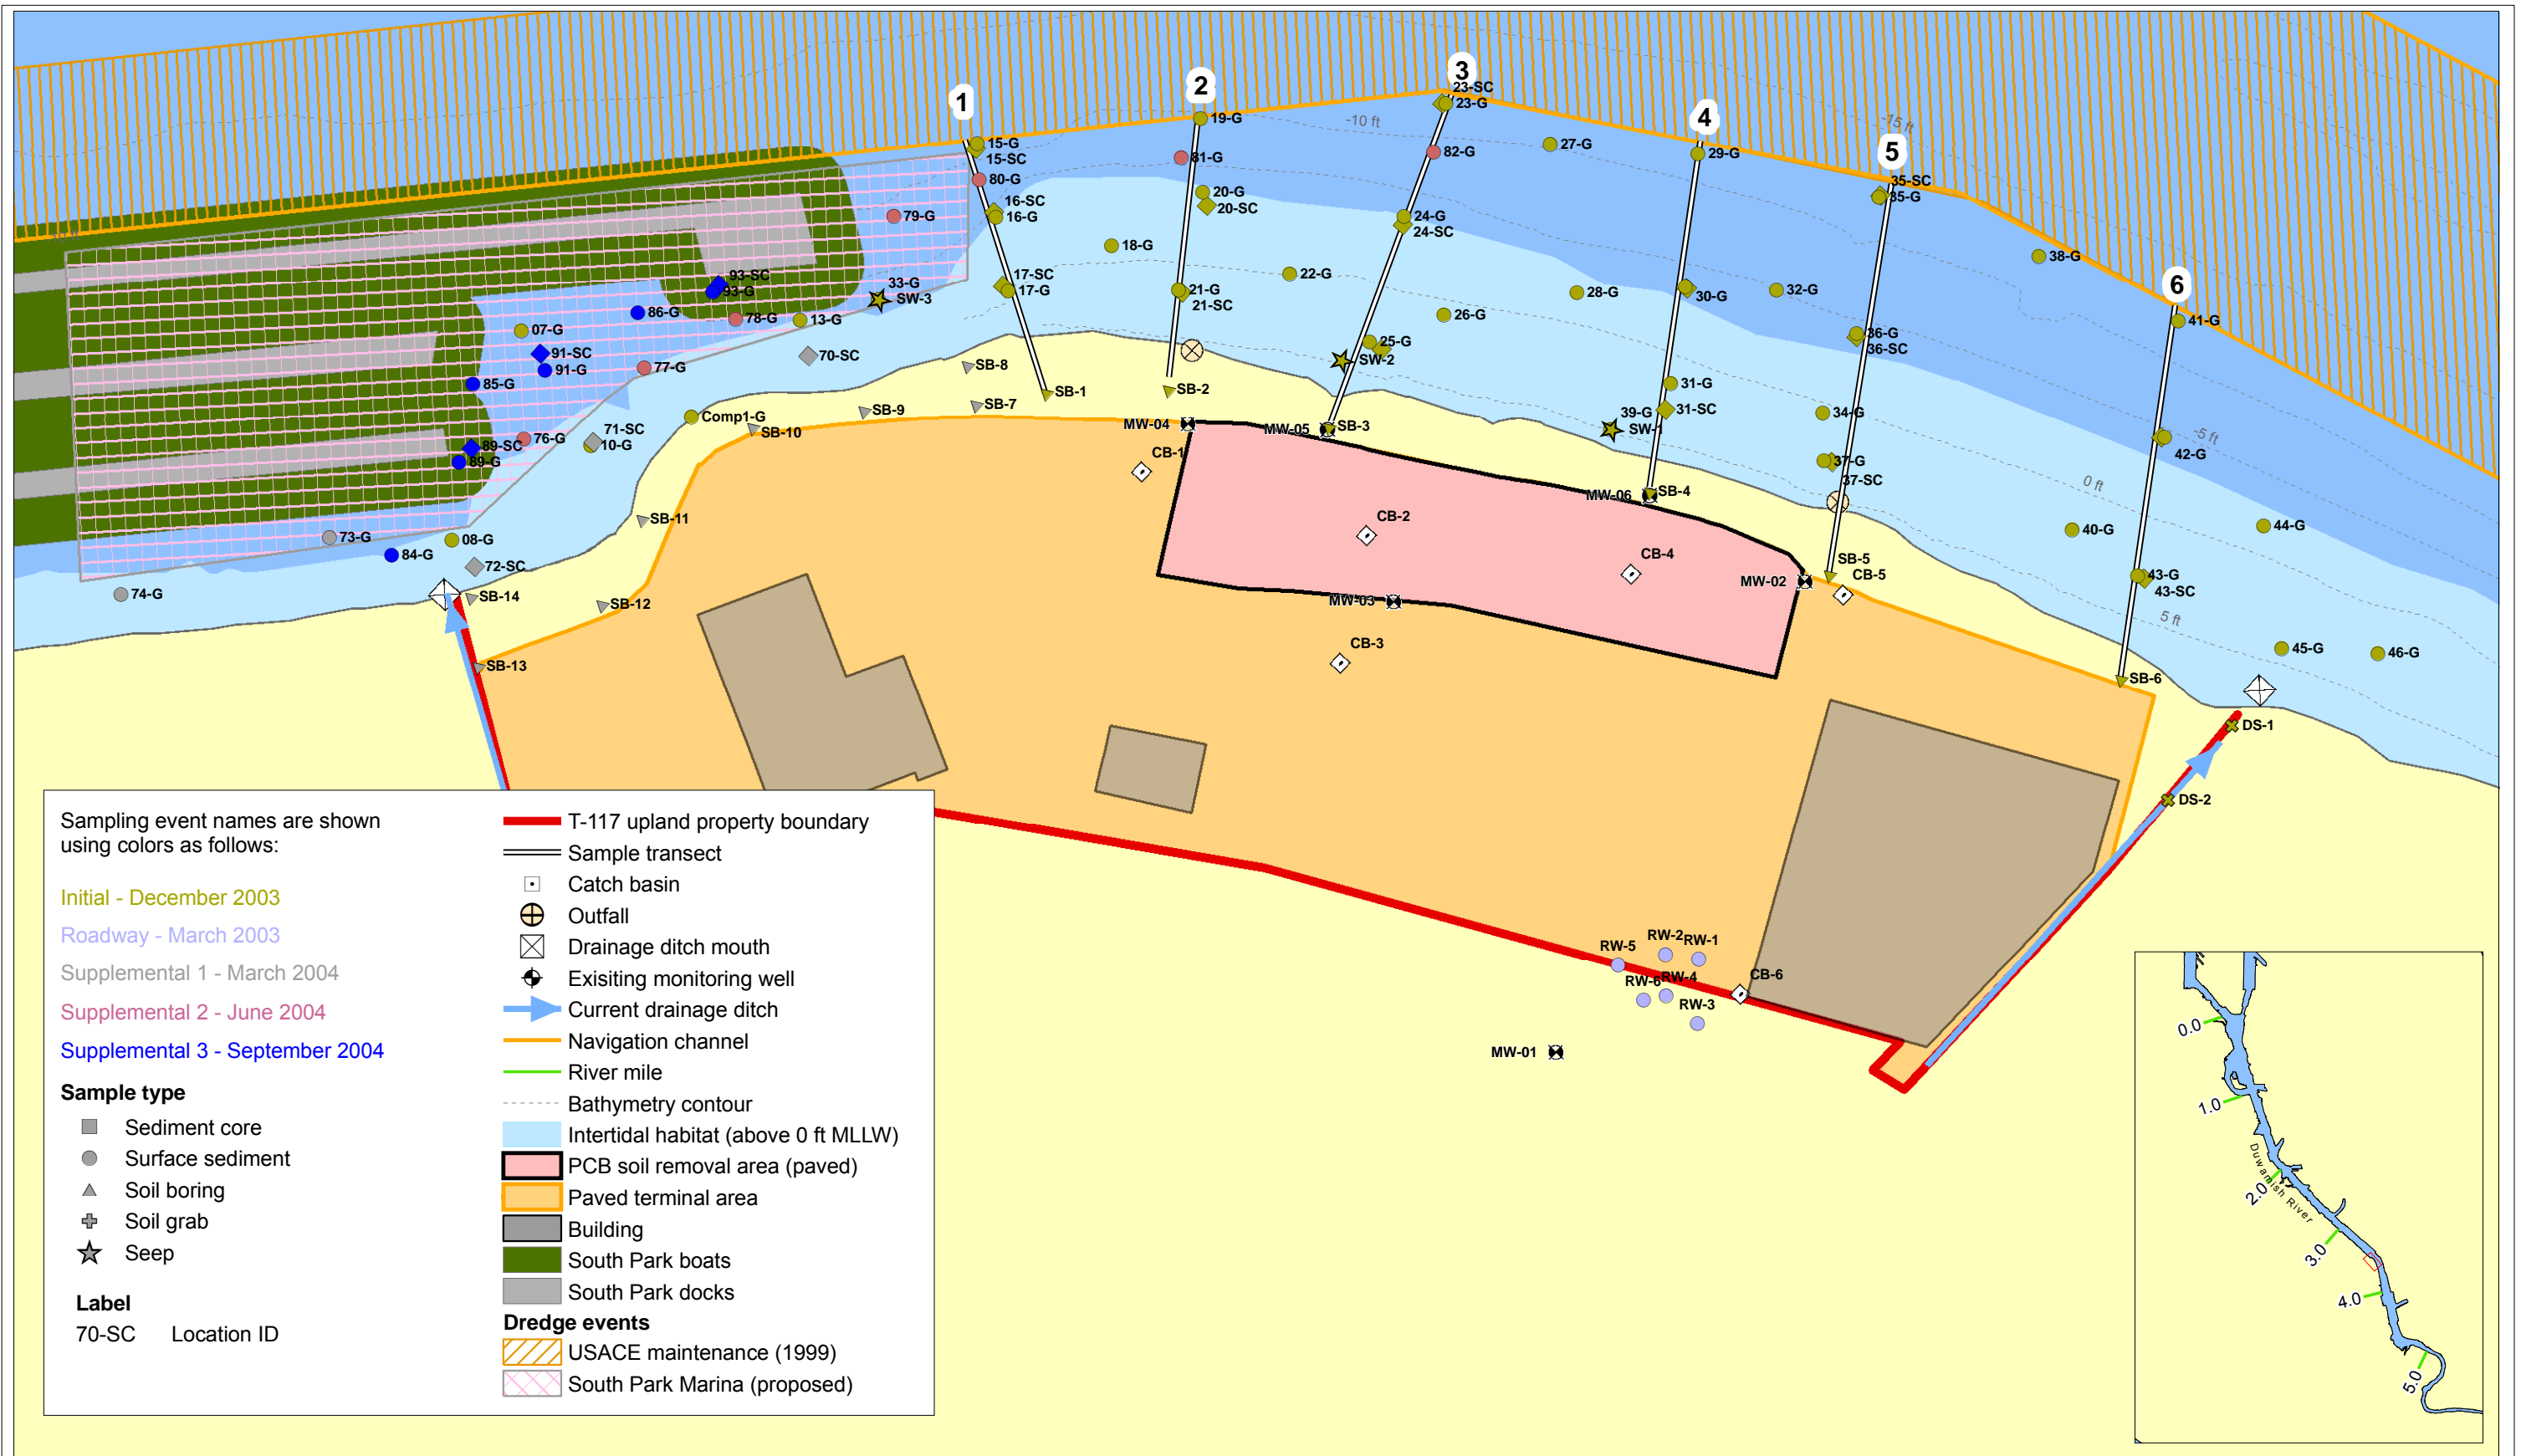 1
2
3
4
5
6
23-SC
23-G
19-G
-10 ft
-15 ft
15-G
15-SC
81-G
82-G
27-G
29-G
80-G
35-SC
35-G
16-SC
16-G
79-G
20-G
20-SC
24-G
24-SC
18-G
38-G
93-SC
93-G
33-G
SW-3
17-SC
17-G
22-G
21-G
21-SC
28-G
30-G
32-G
86-G
78-G
13-G
26-G
41-G
07-G
36-G
36-SC
91-SC
91-G
70-SC
25-G
SW-2
77-G
85-G
SB-8
SB-1
SB-2
31-G
31-SC
34-G
SB-9
SB-7
Comp1-G
39-G
SW-1
71-SC
10-G
76-G
SB-10
MW-04
MW-05
SB-3
-5 ft
42-G
89-SC
89-G
CB-1
37-G
37-SC
0 ft
MW-06
SB-4
SB-11
CB-2
40-G
44-G
73-G
08-G
84-G
72-SC
CB-4
MW-02
SB-5
CB-5
43-G
43-SC
74-G
SB-14
SB-12
MW-03
5 ft
CB-3
45-G
46-G
SB-13
SB-6
DS-1
DS-2
RW-2
RW-1
RW-5
RW-4
RW-6
RW-3
CB-6
MW-01
Sampling event names are shown
using colors as follows:
Initial - December 2003
Roadway - March 2003
Supplemental 1 - March 2004
Supplemental 2 - June 2004
Supplemental 3 - September 2004
Sample type
Sediment core
Surface sediment
Soil boring
Soil grab
Seep
Label
70-SC Location ID
T-117 upland property boundary
Sample transect
Catch basin
Outfall
Drainage ditch mouth
Exisiting monitoring well
Current drainage ditch
Navigation channel
River mile
Bathymetry contour
Intertidal habitat (above 0 ft MLLW)
PCB soil removal area (paved)
Paved terminal area
Building
South Park boats
South Park docks
Dredge events
USACE maintenance (1999)
South Park Marina (proposed)
0.0
1.0
2.0
Duwamish River
3.0
4.0
5.0